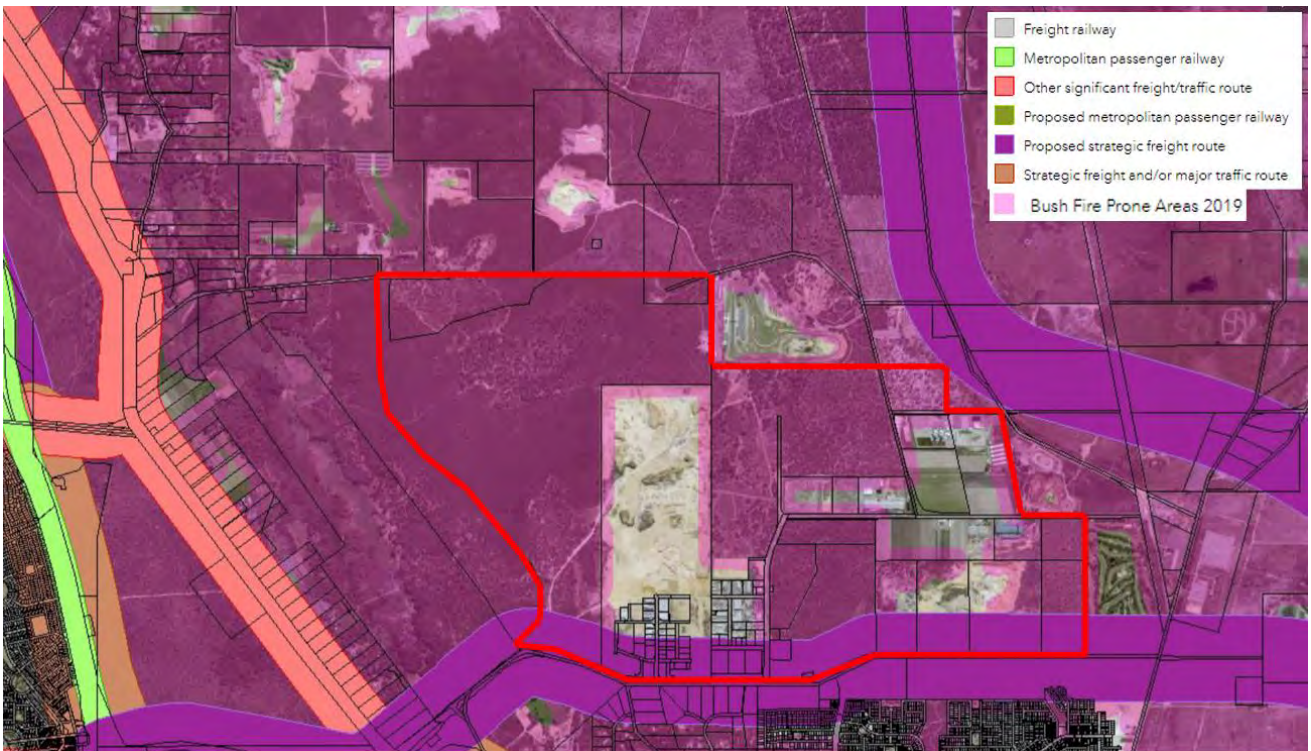 Freight railway
Metropolitan passenger railway
Other significant freight/traffic route
Proposed metropolitan passenger railway
Proposed strategic freight route
Strategic freight and/or major traffic route
Bush Fire Prone Areas 2019